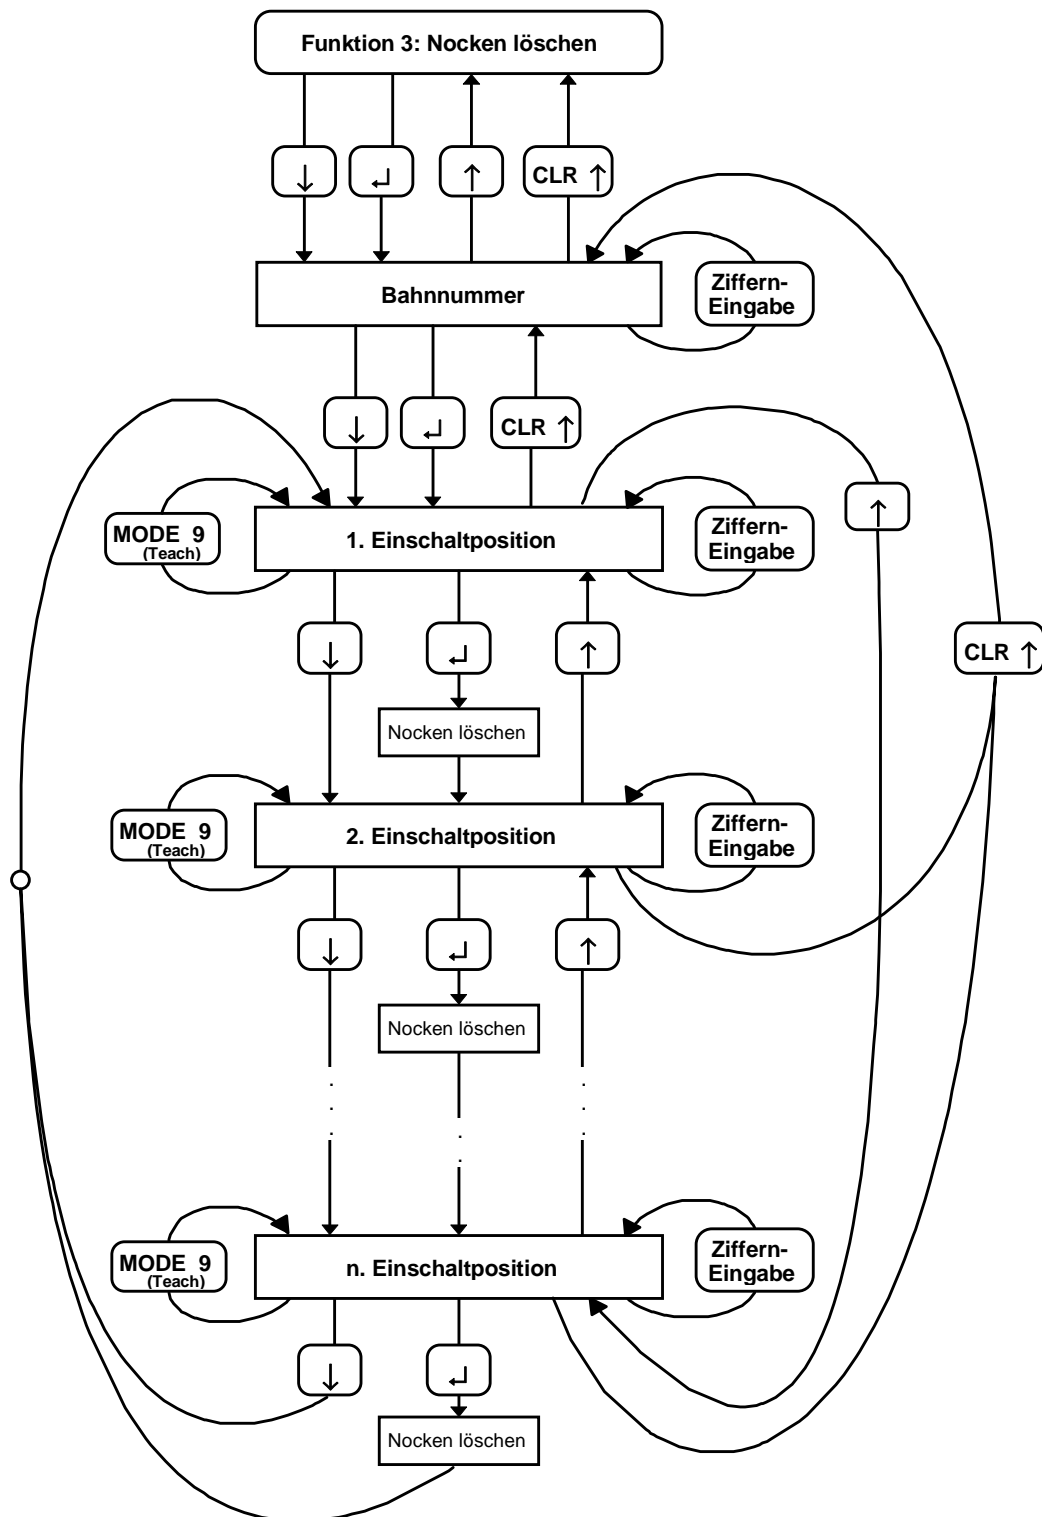 Funktion 3: Nocken löschen
↓ ↵ ↑ CLR ↑
Bahnnummer
Ziffern-
Eingabe
↓ ↵ CLR ↑
↑
MODE 9
(Teach)
1. Einschaltposition
Ziffern-
Eingabe
↓ ↵ ↑
CLR ↑
Nocken löschen
MODE 9
(Teach)
2. Einschaltposition
Ziffern-
Eingabe
↓ ↵ ↑
Nocken löschen
MODE 9
(Teach)
n. Einschaltposition
Ziffern-
Eingabe
↓ ↵
Nocken löschen